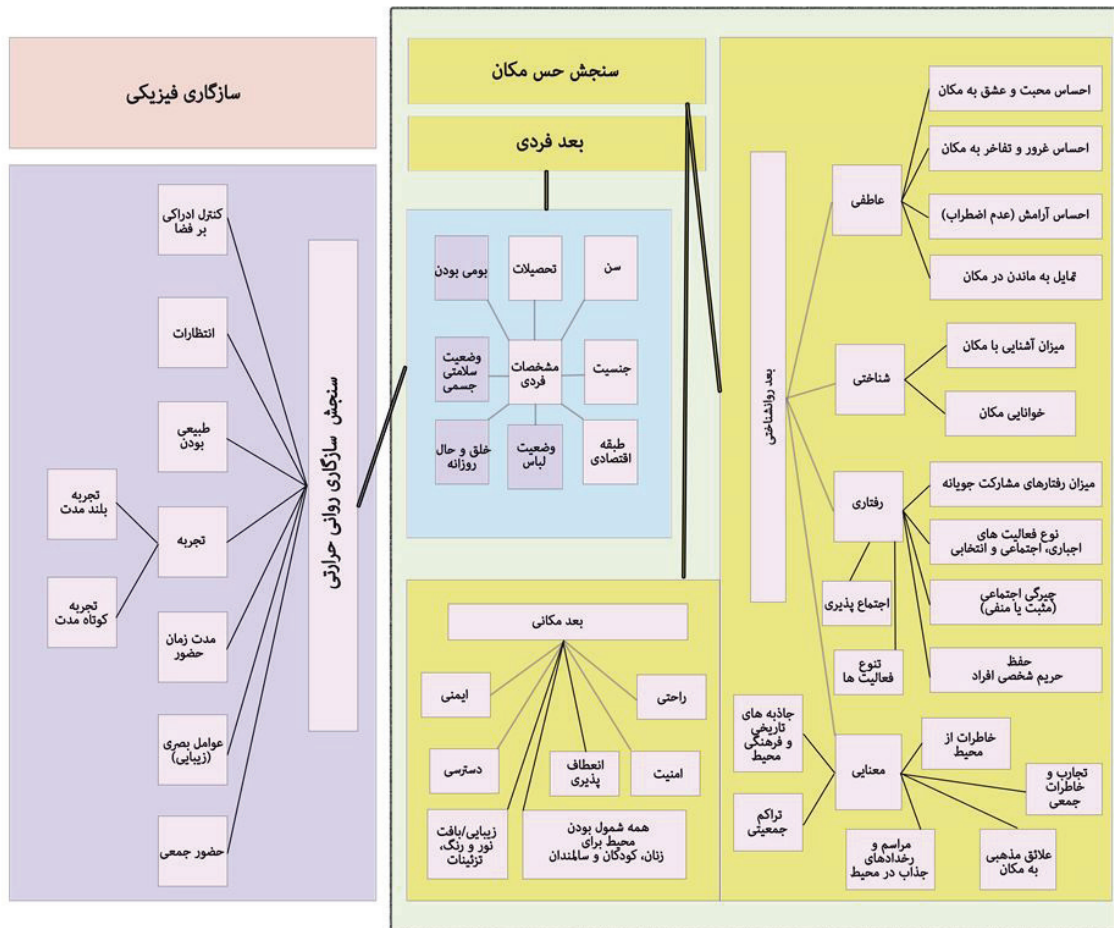 سنجش حس مکان
بعد فردی
سازگاری فیزیکی
احساس محبت و عشق به مکان
احساس غرور و تفاخر به مکان
احساس آرامش (عدم اضطراب)
تمایل به ماندن در مکان
عاطفی
میزان آشنایی با مکان
خوانایی مکان
شناختی
بعد روانشناختی
میزان رفتارهای مشارکت جویانه
نوع فعالیت های
اجباری، اجتماعی و انتخابی
چیرگی اجتماعی
(مثبت یا منفی)
حفظ
حریم شخصی افراد
رفتاری
اجتماع پذیری
تنوع
فعالیت ها
خاطرات از
محیط
تجارب و
خاطرات
جمعی
علائق مذهبی
به مکان
مراسم و
رخدادهای
جذاب در محیط
معنایی
جاذبه های
تاریخی
و فرهنگی
محیط
تراکم
جمعیتی
سن
تحصیلات
بومی بودن
جنسیت
مشخصات
فردی
وضعیت
سلامتی
جسمی
طبقه
اقتصادی
وضعیت
لباس
خلق و حال
روزانه
بعد مکانی
راحتی
ایمنی
امنیت
انعطاف
پذیری
دسترسی
همه شمول بودن
محیط برای
زنان، کودکان و سالمندان
زیبایی/بافت
نور و رنگ،
تزئینات
سنجش سازگاری روانی حرارتی
کنترل ادراکی
بر فضا
انتظارات
طبیعی
بودن
تجربه
تجربه
بلند مدت
تجربه
کوتاه مدت
مدت زمان
حضور
عوامل بصری
(زیبایی)
حضور جمعی